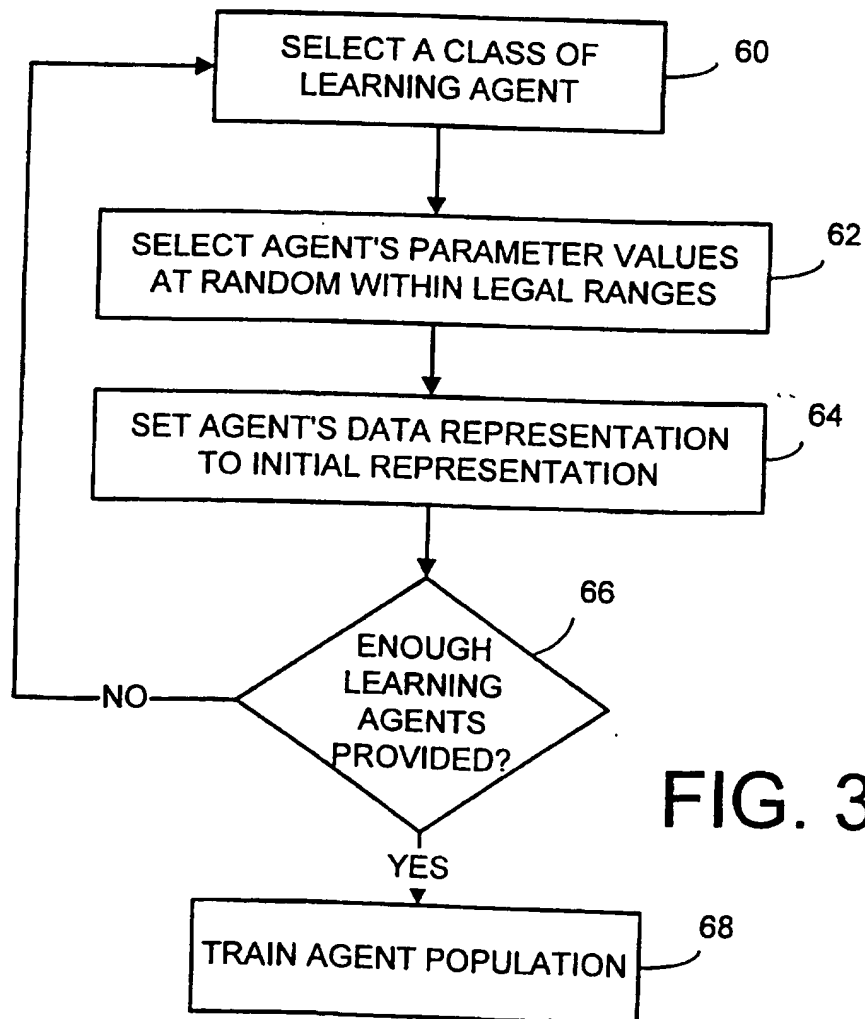 SELECT A CLASS OF
LEARNING AGENT
60
SELECT AGENT'S PARAMETER VALUES
AT RANDOM WITHIN LEGAL RANGES
62
SET AGENT'S DATA REPRESENTATION
TO INITIAL REPRESENTATION
64
66
ENOUGH
LEARNING
AGENTS
PROVIDED?
NO
FIG. 3
YES
TRAIN AGENT POPULATION
68